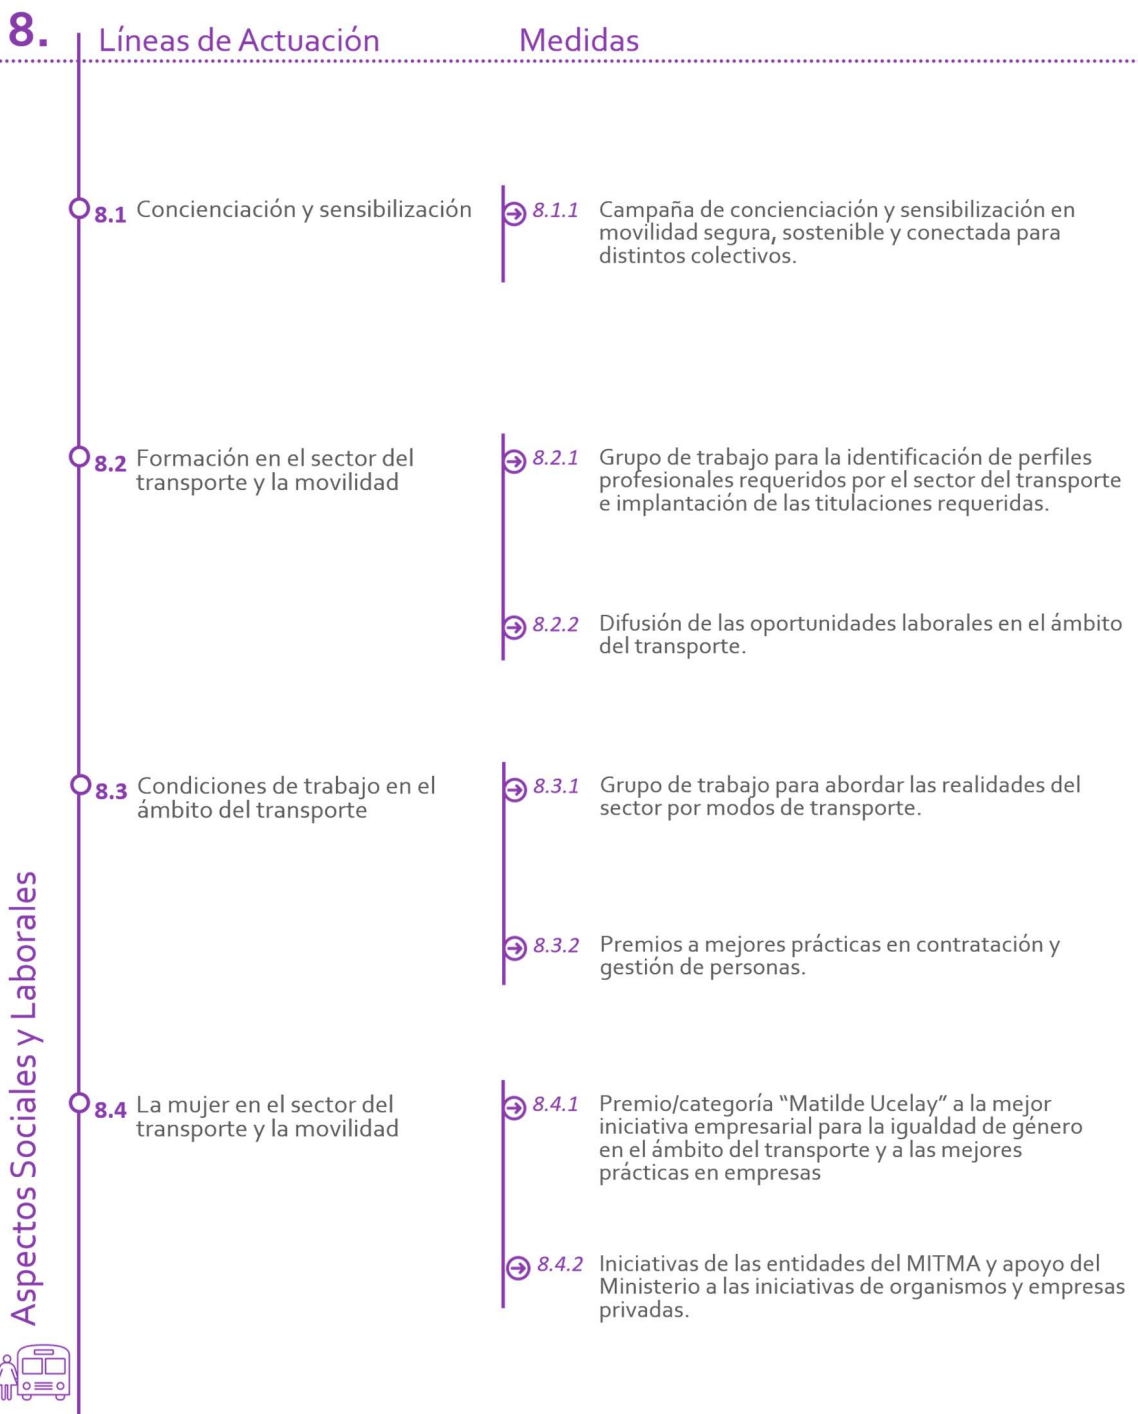 8. Líneas de Actuación Medidas
8.1 Concienciación y sensibilización
8.1.1 Campaña de concienciación y sensibilización en
movilidad segura, sostenible y conectada para
distintos colectivos.
8.2 Formación en el sector del
transporte y la movilidad
8.2.1 Grupo de trabajo para la identificación de perfiles
profesionales requeridos por el sector del transporte
e implantación de las titulaciones requeridas.
8.2.2 Difusión de las oportunidades laborales en el ámbito
del transporte.
8.3 Condiciones de trabajo en el
ámbito del transporte
8.3.1 Grupo de trabajo para abordar las realidades del
sector por modos de transporte.
8.3.2 Premios a mejores prácticas en contratación y
gestión de personas.
8.4 La mujer en el sector del
transporte y la movilidad
8.4.1 Premio/categoría “Matilde Ucelay” a la mejor
iniciativa empresarial para la igualdad de género
en el ámbito del transporte y a las mejores
prácticas en empresas
8.4.2 Iniciativas de las entidades del MITMA y apoyo del
Ministerio a las iniciativas de organismos y empresas
privadas.
Aspectos Sociales y Laborales